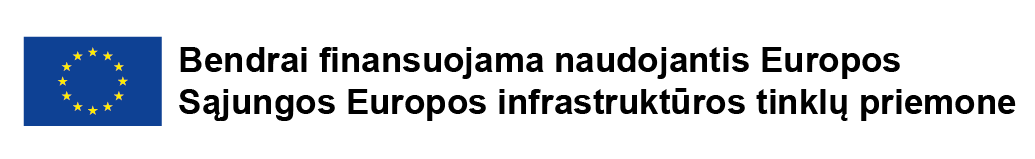 Bendrai finansuojama naudojantis Europos
Sąjungos Europos infrastruktūros tinklų priemone